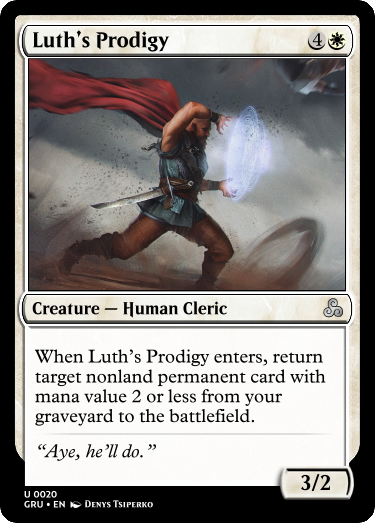 Luth's Prodigy 4
Creature — Human Cleric
When Luth's Prodigy enters, return
target nonland permanent card with
mana value 2 or less from your
graveyard to the battlefield.
“Aye, he'll do.”
3/2
U 0020
GRU • EN Denys Tsiperko